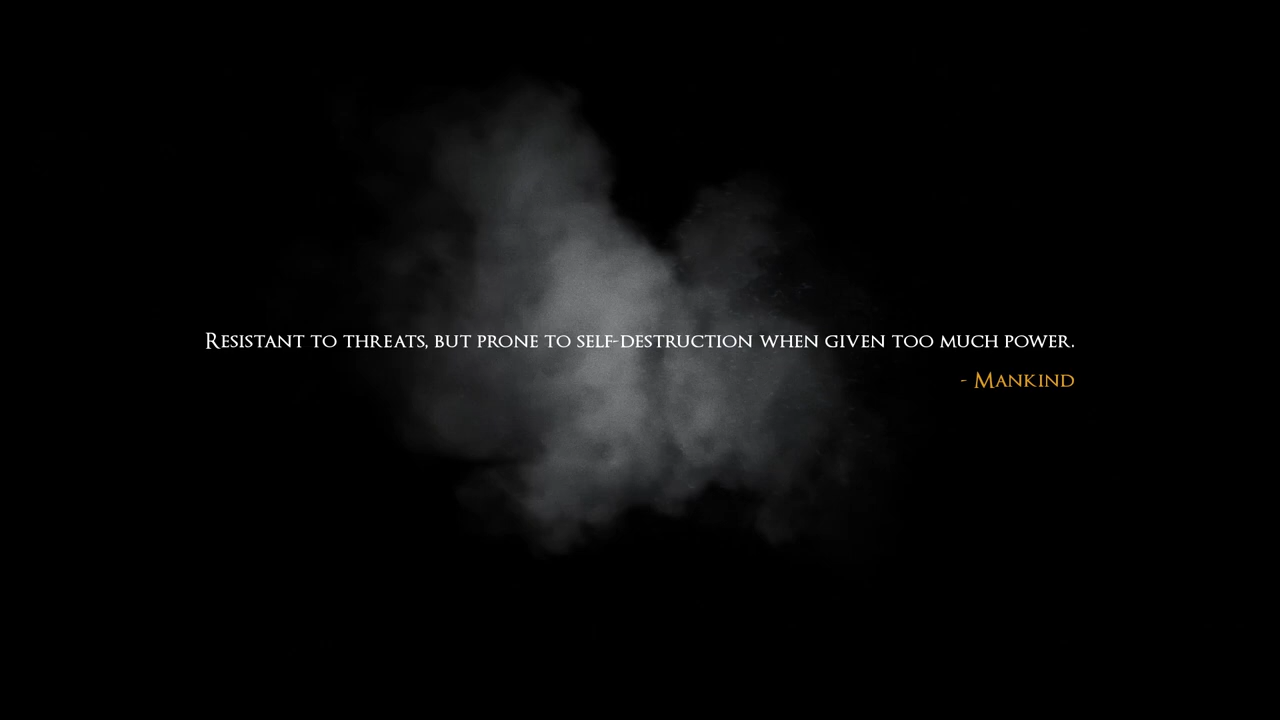 Resistant to threats, but prone to self-destruction when given too much power.
- Mankind